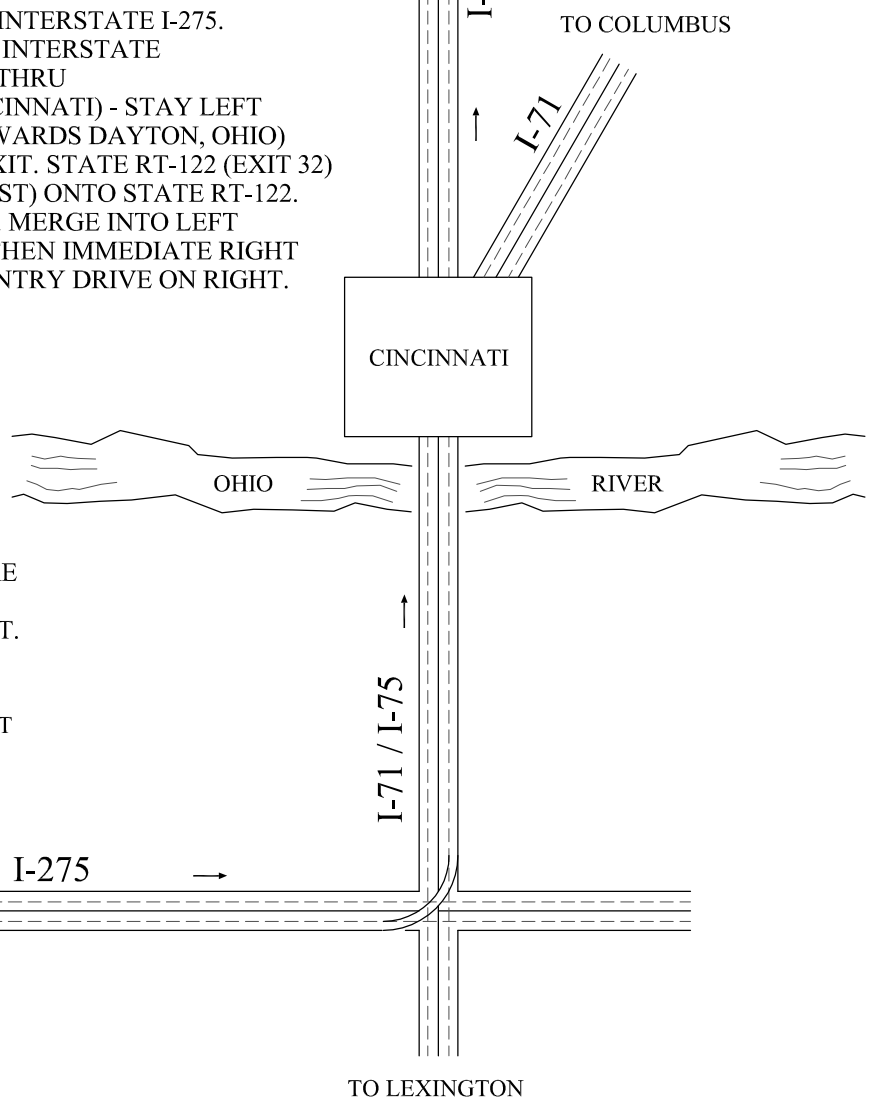 INTERSTATE I-275.
INTERSTATE
THRU
CINNATI) - STAY LEFT
WARDS DAYTON, OHIO)
XIT. STATE RT-122 (EXIT 32)
ST) ONTO STATE RT-122.
MERGE INTO LEFT
THEN IMMEDIATE RIGHT
NTRY DRIVE ON RIGHT.
I-
TO COLUMBUS
I-71
CINCINNATI
OHIO
RIVER
T.
T
I-71 / I-75
I-275
TO LEXINGTON